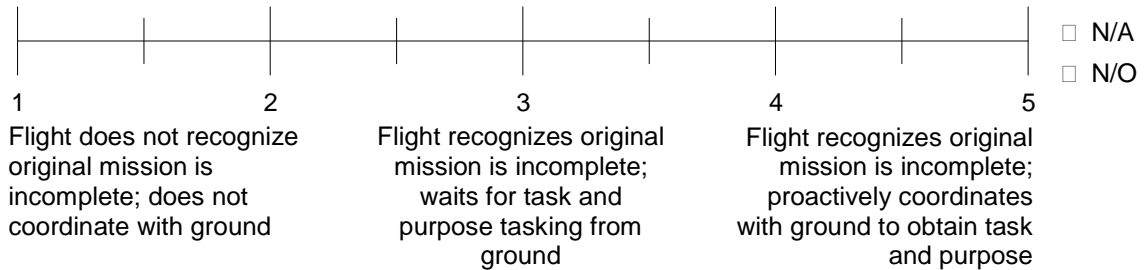 N/A
N/O
1 2 3 4 5
Flight does not recognize
original mission is
incomplete; does not
coordinate with ground
Flight recognizes original
mission is incomplete;
waits for task and
purpose tasking from
ground
Flight recognizes original
mission is incomplete;
proactively coordinates
with ground to obtain task
and purpose